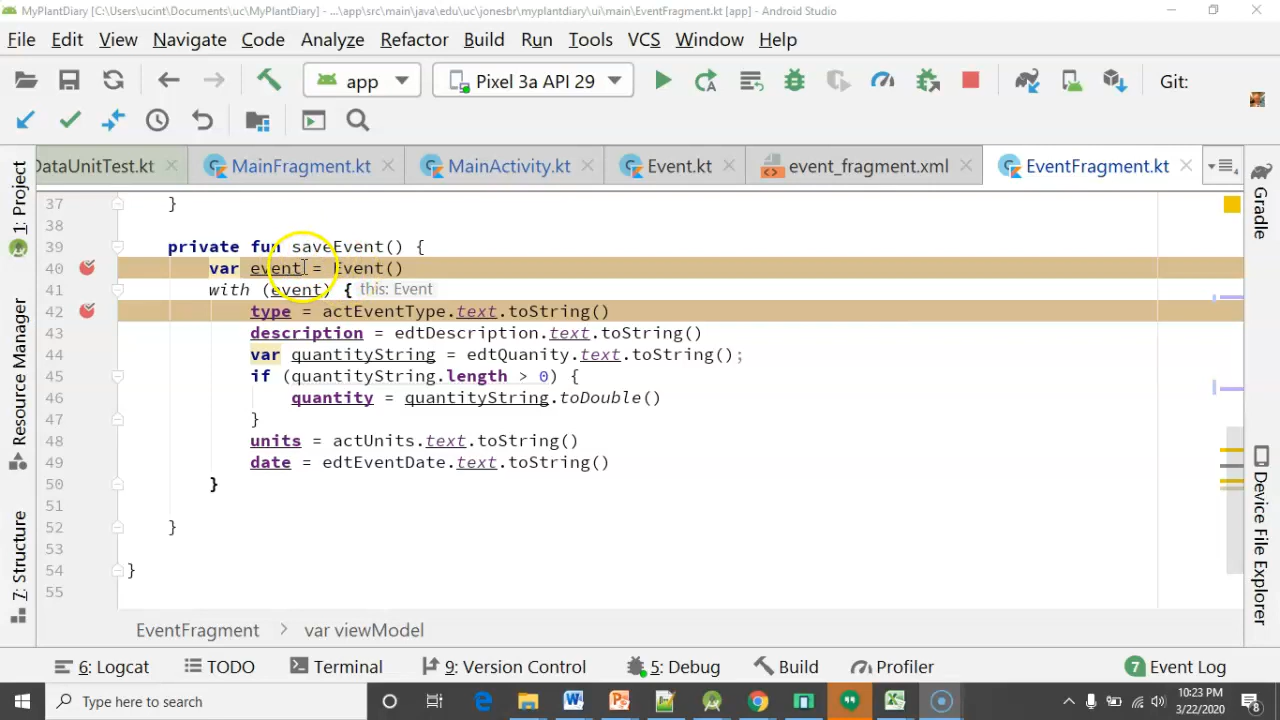 MyPlantDiary [C:\Users\ucint\Documents\uc\MyPlantDiary] - ...\app\src\main\java\edu\uc\jonesbr\myplantdiary\ui\main\EventFragment.kt [app] - Android Studio
File Edit View Navigate Code Analyze Refactor Build Run Tools VCS Window Help
app Pixel 3a API 29 Git:
DataUnitTest.kt MainFragment.kt MainActivity.kt Event.kt event_fragment.xml EventFragment.kt
1: Project
Resource Manager
7: Structure
Gradle
Device File Explorer
37 }
38
39 private fun saveEvent() {
40 var event = Event()
41 with (event) { this: Event
42 type = actEventType.text.toString()
43 description = edtDescription.text.toString()
44 var quantityString = edtQuanity.text.toString();
45 if (quantityString.length > 0) {
46 quantity = quantityString.toDouble()
47 }
48 units = actUnits.text.toString()
49 date = edtEventDate.text.toString()
50 }
51
52 }
53
54 }
55
EventFragment > var viewModel
6: Logcat TODO Terminal 9: Version Control 5: Debug Build Profiler 7 Event Log
Type here to search 10:23 PM
3/22/2020 8